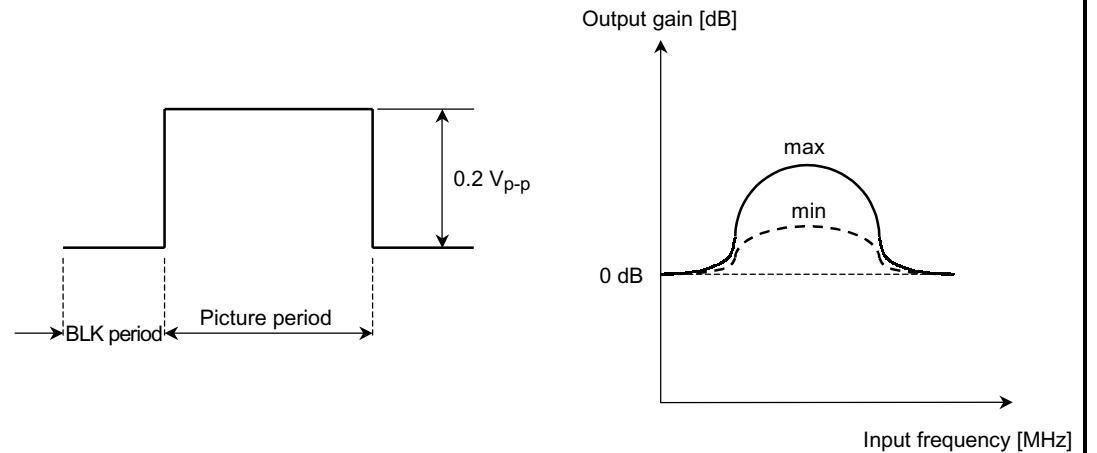 0.2 Vp-p
BLK period
Picture period
Output gain [dB]
max
min
0 dB
Input frequency [MHz]